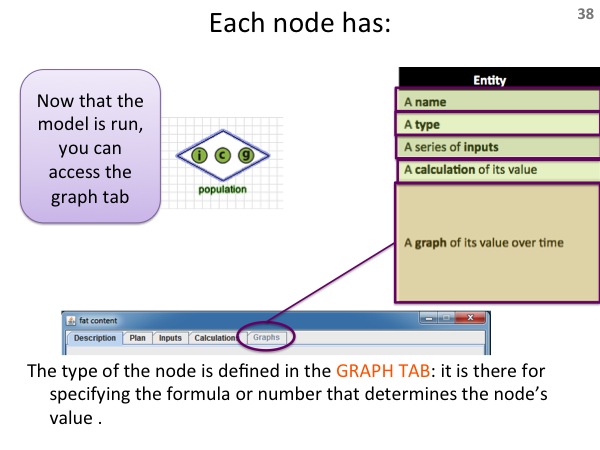 Each node has:
38
Now that the
model is run,
you can
access the
graph tab
i c g
population
Entity
A name
A type
A series of inputs
A calculation of its value
A graph of its value over time
fat content
Description Plan Inputs Calculation Graphs
The type of the node is defined in the GRAPH TAB: it is there for
specifying the formula or number that determines the node’s
value .